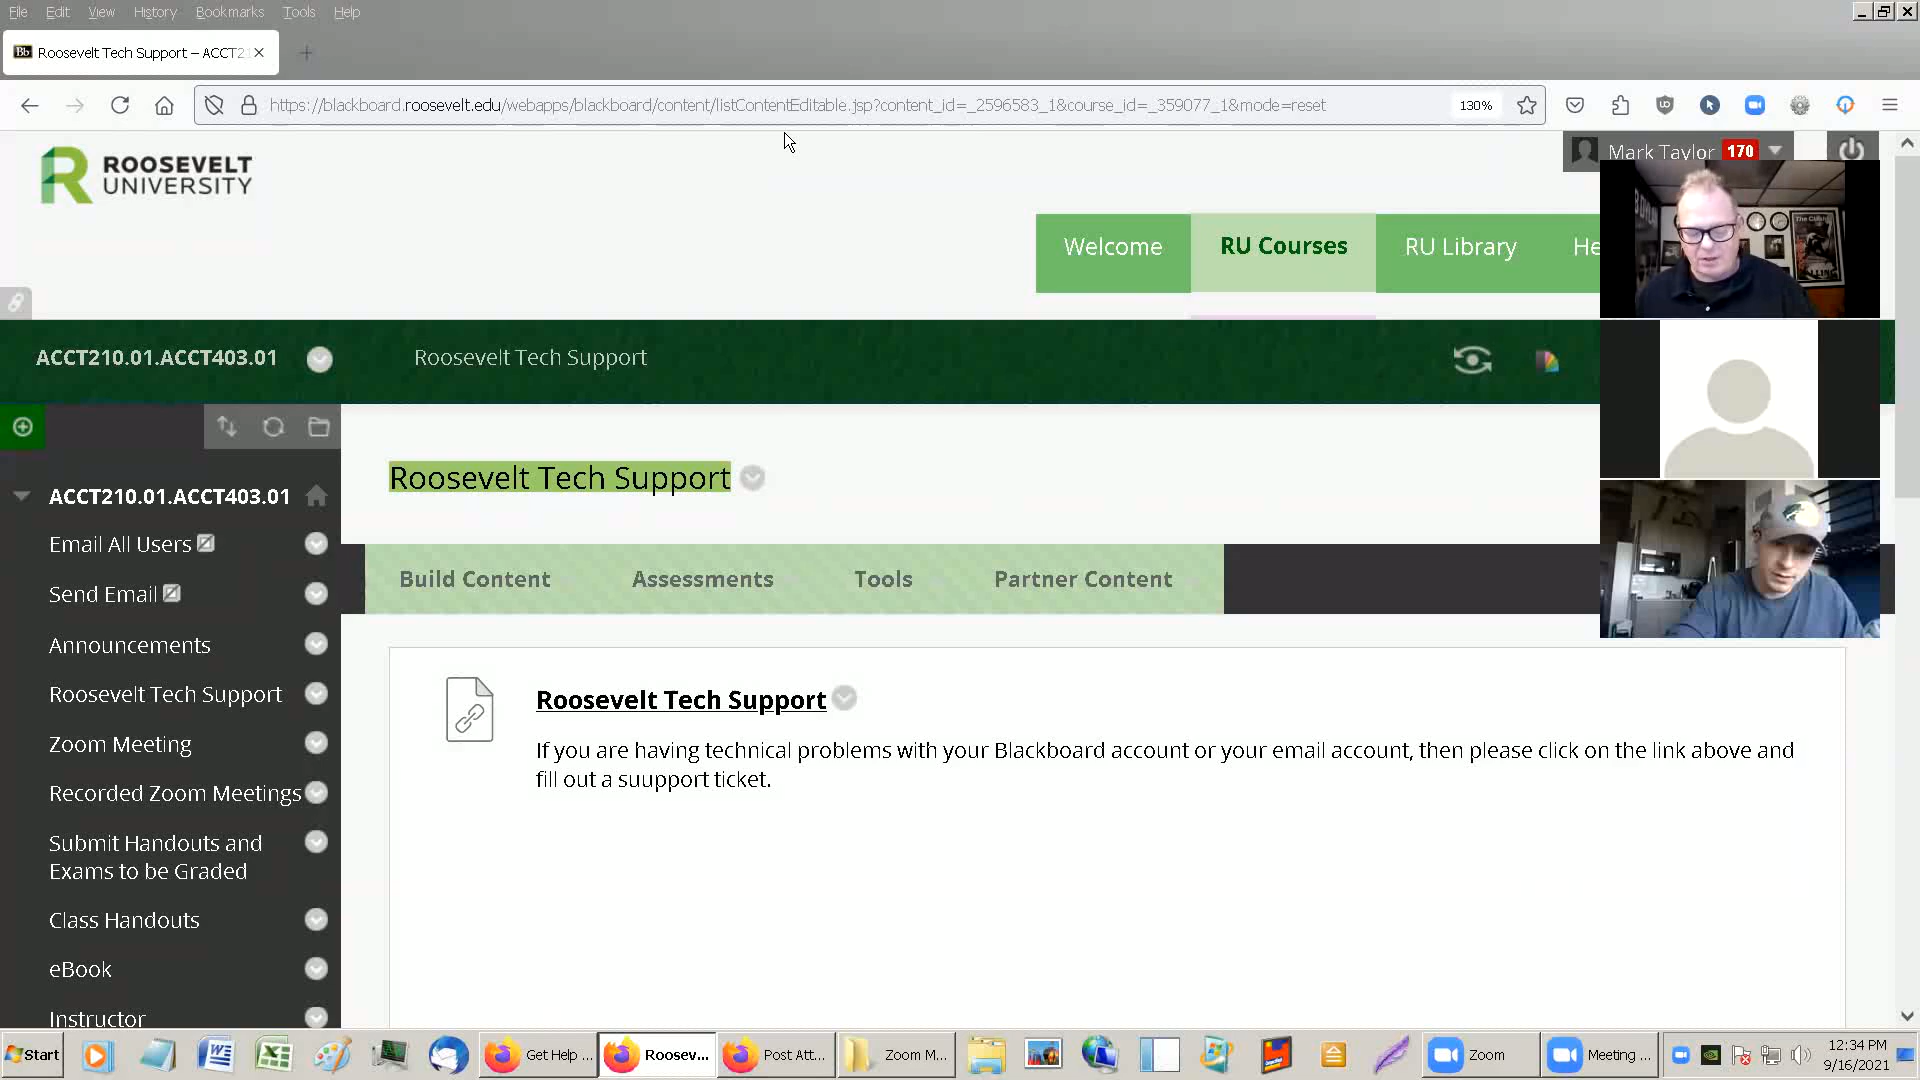 File Edit View History Bookmarks Tools Help
Bb Roosevelt Tech Support – ACCT21
https://blackboard.roosevelt.edu/webapps/blackboard/content/listContentEditable.jsp?content_id=_2596583_1&course_id=_359077_1&mode=reset 130%
ROOSEVELT
UNIVERSITY
Mark Taylor 170
Welcome RU Courses RU Library He
ACCT210.01.ACCT403.01 Roosevelt Tech Support
ACCT210.01.ACCT403.01
Email All Users
Send Email
Announcements
Roosevelt Tech Support
Zoom Meeting
Recorded Zoom Meetings
Submit Handouts and
Exams to be Graded
Class Handouts
eBook
Instructor
Roosevelt Tech Support
Build Content Assessments Tools Partner Content
Roosevelt Tech Support
If you are having technical problems with your Blackboard account or your email account, then please click on the link above and
fill out a suupport ticket.
Start Get Help ... Roosev... Post Att... Zoom M... Zoom Meeting ...
12:34 PM
9/16/2021